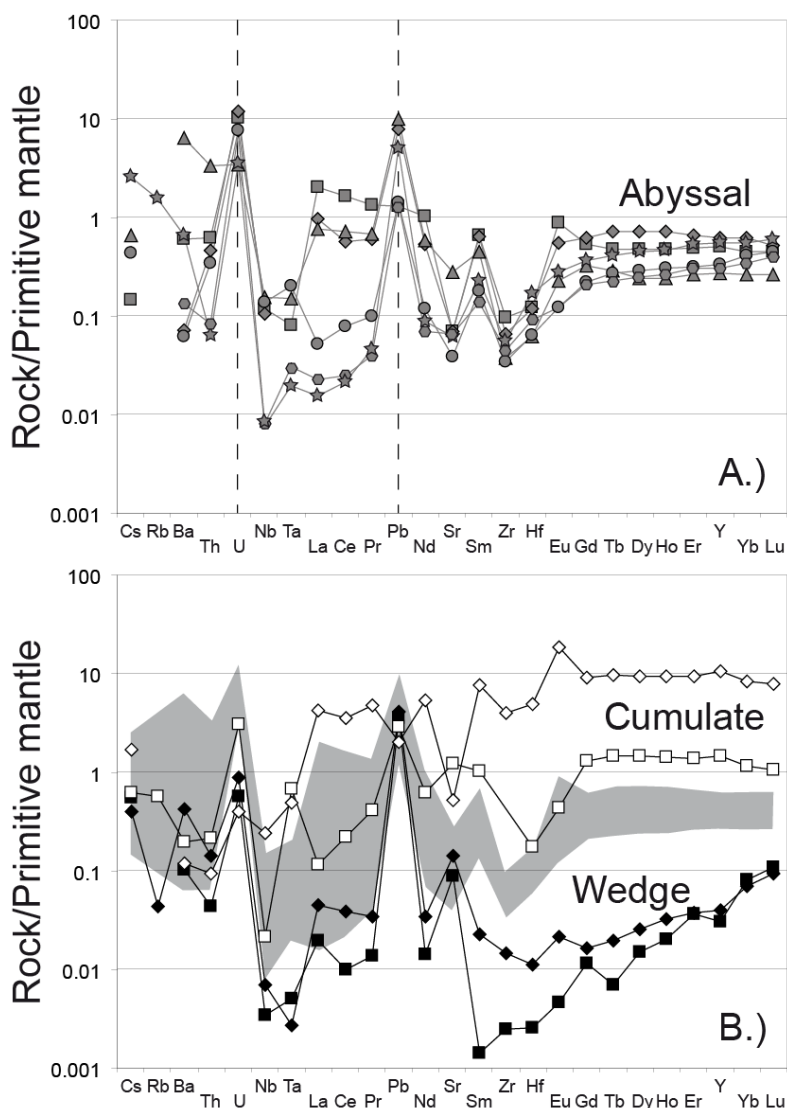 100
10
1
0.1
0.01
0.001
Rock/Primitive mantle
Abyssal
A.)
Cs Rb Ba Th U Nb Ta La Ce Pr Pb Nd Sr Sm Zr Hf Eu Gd Tb Dy Ho Er Y Yb Lu
100
10
1
0.1
0.01
0.001
Rock/Primitive mantle
Cumulate
Wedge
B.)
Cs Rb Ba Th U Nb Ta La Ce Pr Pb Nd Sr Sm Zr Hf Eu Gd Tb Dy Ho Er Y Yb Lu